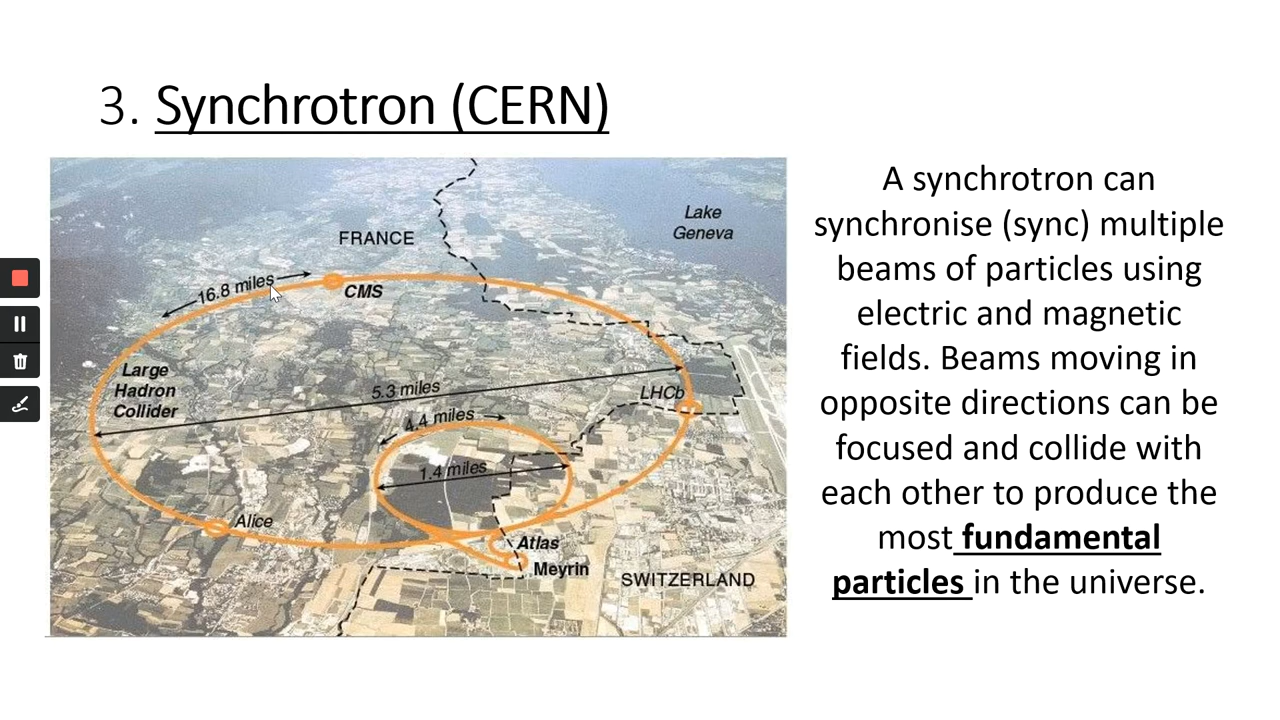 3. Synchrotron (CERN)
Lake
Geneva
FRANCE
16.8 miles
CMS
Large
Hadron
Collider
5.3 miles
LHCb
4.4 miles
1.4 miles
Alice
Atlas
Meyrin
SWITZERLAND
A synchrotron can
synchronise (sync) multiple
beams of particles using
electric and magnetic
fields. Beams moving in
opposite directions can be
focused and collide with
each other to produce the
most fundamental
particles in the universe.